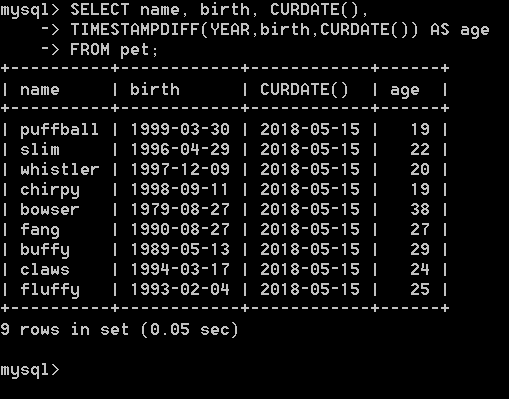 mysql> SELECT name, birth, CURDATE(),
    -> TIMESTAMPDIFF(YEAR,birth,CURDATE()) AS age
    -> FROM pet;
+----------+------------+------------+------+
| name     | birth      | CURDATE()  | age  |
+----------+------------+------------+------+
| puffball | 1999-03-30 | 2018-05-15 |   19 |
| slim     | 1996-04-29 | 2018-05-15 |   22 |
| whistler | 1997-12-09 | 2018-05-15 |   20 |
| chirpy   | 1998-09-11 | 2018-05-15 |   19 |
| bowser   | 1979-08-27 | 2018-05-15 |   38 |
| fang     | 1990-08-27 | 2018-05-15 |   27 |
| buffy    | 1989-05-13 | 2018-05-15 |   29 |
| claws    | 1994-03-17 | 2018-05-15 |   24 |
| fluffy   | 1993-02-04 | 2018-05-15 |   25 |
+----------+------------+------------+------+
9 rows in set (0.05 sec)

mysql>